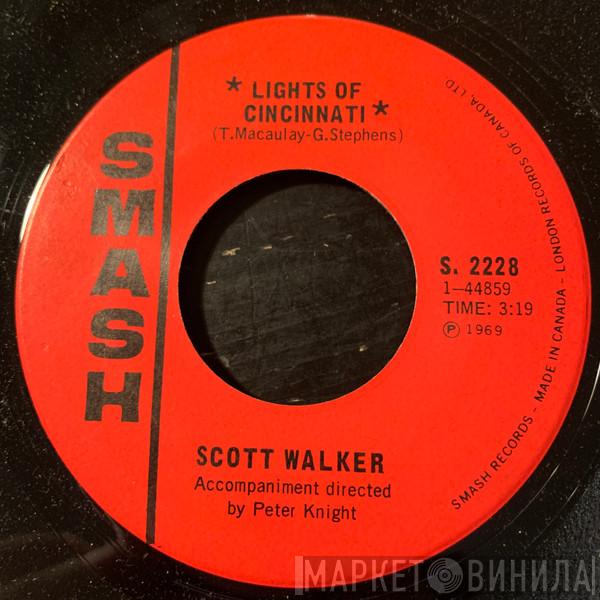 * LIGHTS OF
CINCINNATI *
(T.Macaulay-G.Stephens)
SMASH
S. 2228
1—44859
TIME: 3:19
Ⓟ 1969
SCOTT WALKER
Accompaniment directed
by Peter Knight
SMASH RECORDS - MADE IN CANADA - LONDON RECORDS OF CANADA, LTD.
МАРКЕТ ВИНИЛА